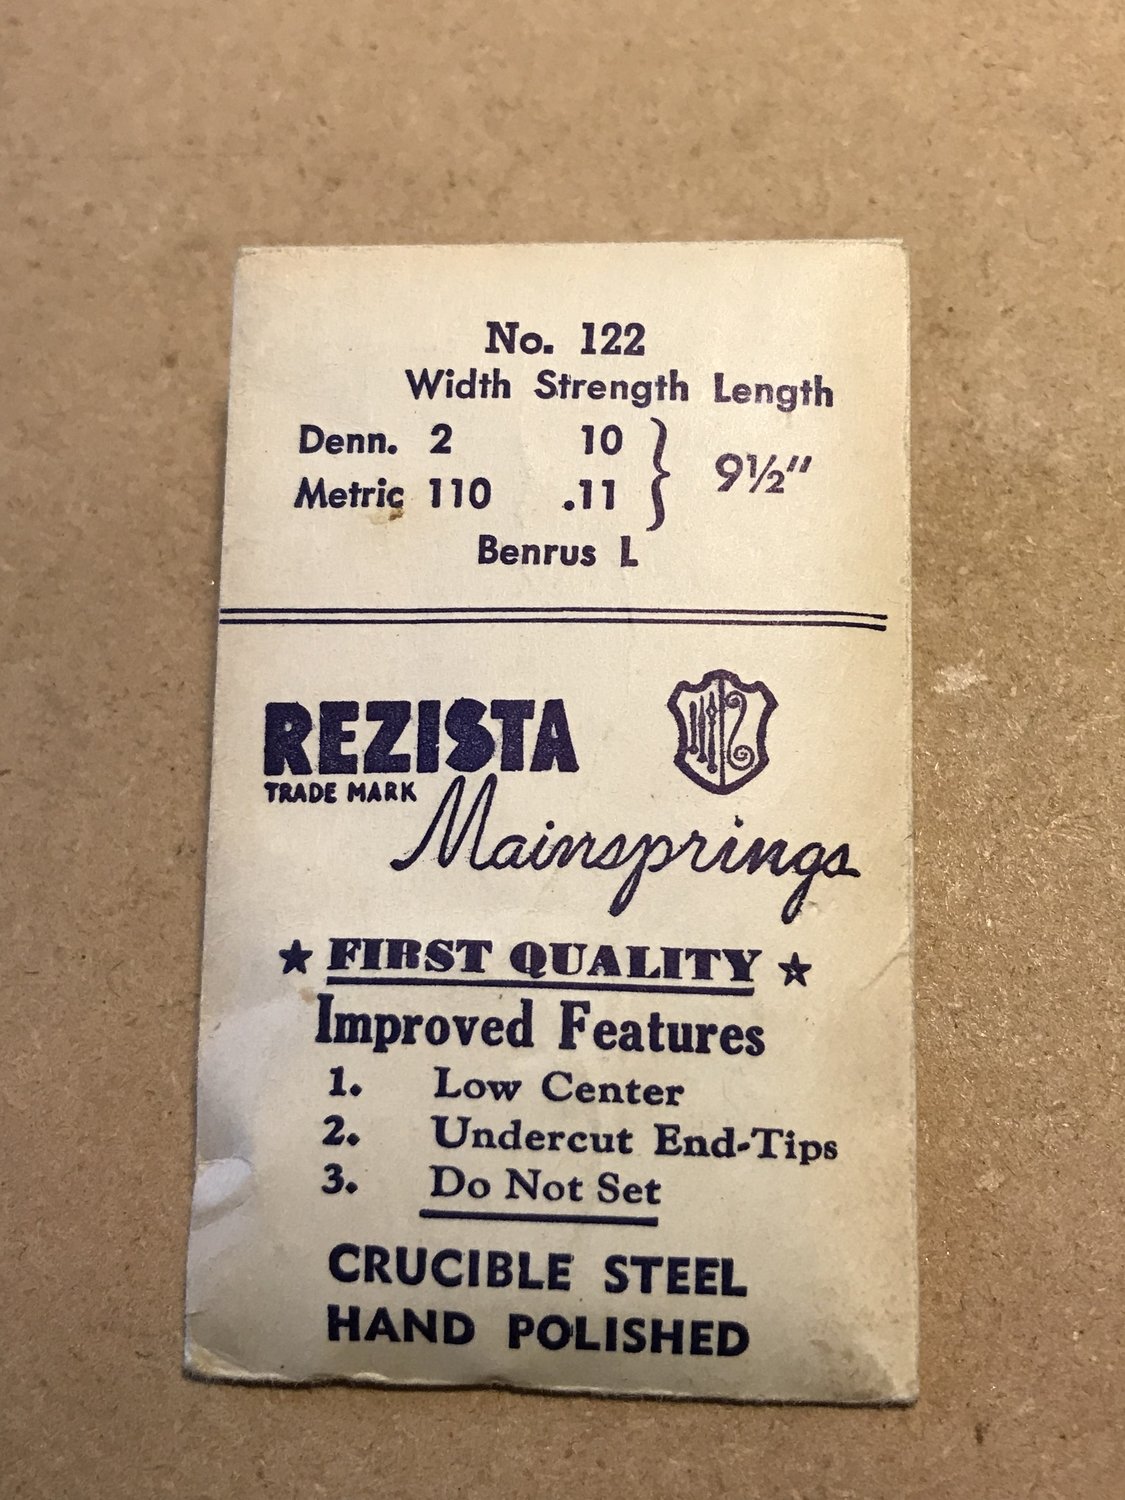 No. 122
Width Strength Length
Denn. 2 10
9½"
Metric 110 .11
Benrus L
REZISTA
TRADE MARK
Mainsprings
★ FIRST QUALITY ★
Improved Features
1. Low Center
2. Undercut End-Tips
3. Do Not Set
CRUCIBLE STEEL
HAND POLISHED